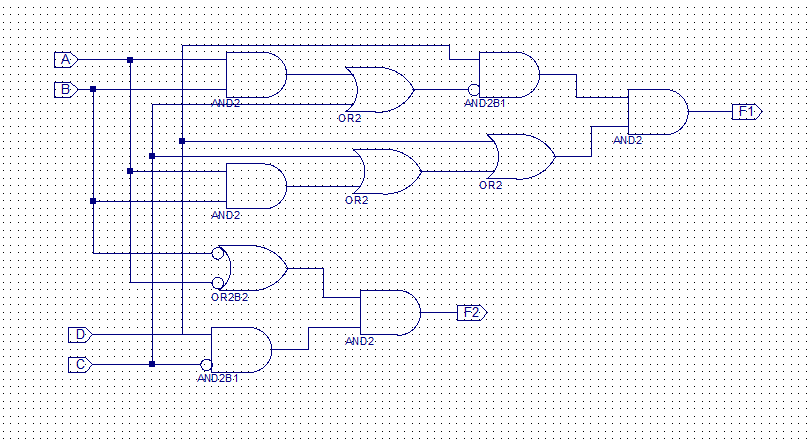 A
B
AND2
OR2
AND2B1
AND2
F1
AND2
OR2
OR2
OR2B2
D
C
AND2B1
AND2
F2